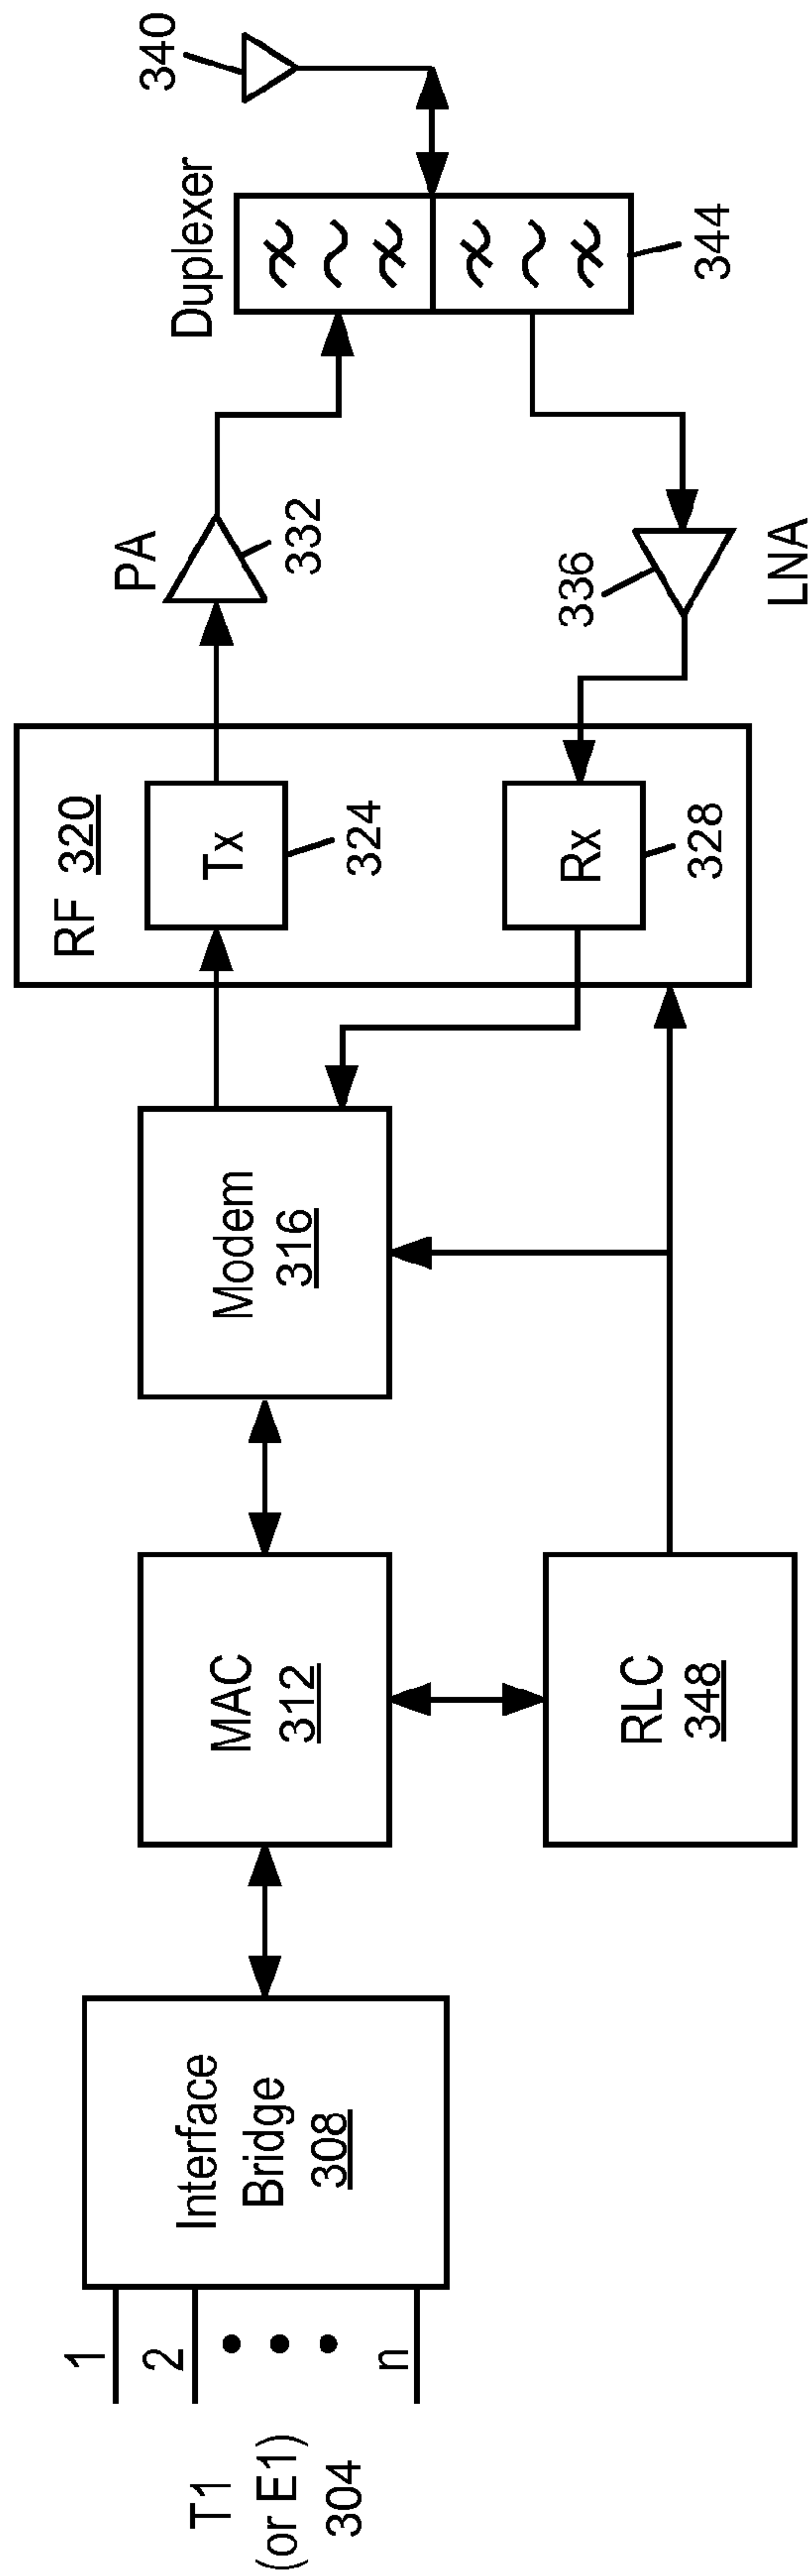 1
2
n
T1
(or E1)
304
Interface
Bridge
308
MAC
312
RLC
348
Modem
316
RF 320
Tx
324
Rx
328
PA
332
336
LNA
Duplexer
344
340